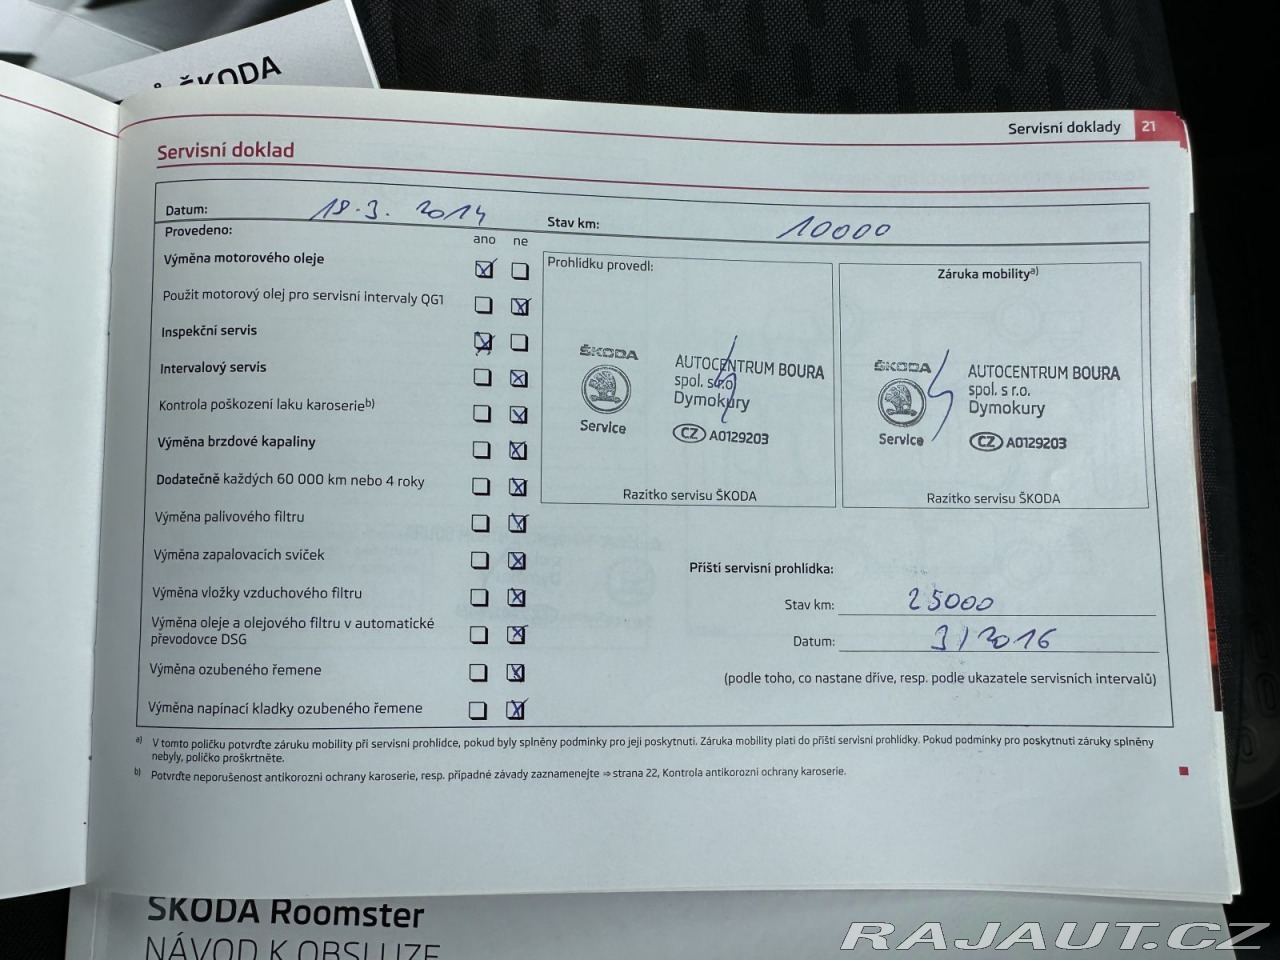 ŠKODA
Servisní doklady 21
Servisní doklad
Datum: 18.3. 2014 Stav km: 10000
Provedeno: ano ne
Výměna motorového oleje
Použit motorový olej pro servisní intervaly QG1
Inspekční servis
Intervalový servis
Kontrola poškození laku karoserieb)
Výměna brzdové kapaliny
Dodatečně každých 60 000 km nebo 4 roky
Výměna palivového filtru
Výměna zapalovacích svíček
Výměna vložky vzduchového filtru
Výměna oleje a olejového filtru v automatické
převodovce DSG
Výměna ozubeného řemene
Výměna napínací kladky ozubeného řemene
Prohlídku provedl:
ŠKODA
Service
AUTOCENTRUM BOURA
spol. s r.o.
Dymokury
CZ A0129203
Razítko servisu ŠKODA
Záruka mobilitya)
ŠKODA
Service
AUTOCENTRUM BOURA
spol. s r.o.
Dymokury
CZ A0129203
Razítko servisu ŠKODA
Příští servisní prohlídka:
Stav km: 25000
Datum: 3/2016
(podle toho, co nastane dříve, resp. podle ukazatele servisních intervalů)
a) V tomto políčku potvrďte záruku mobility při servisní prohlídce, pokud byly splněny podmínky pro její poskytnutí. Záruka mobility platí do příští servisní prohlídky. Pokud podmínky pro poskytnutí záruky splněny
nebyly, políčko proškrtněte.
b) Potvrďte neporušenost antikorozní ochrany karoserie, resp. případné závady zaznamenejte ⇒ strana 22, Kontrola antikorozní ochrany karoserie.
ŠKODA Roomster
NÁVOD K OBSLUZE
RAJAUT.CZ